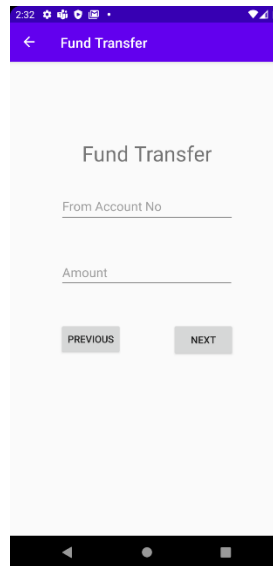 2:32
Fund Transfer
Fund Transfer
From Account No
Amount
PREVIOUS NEXT